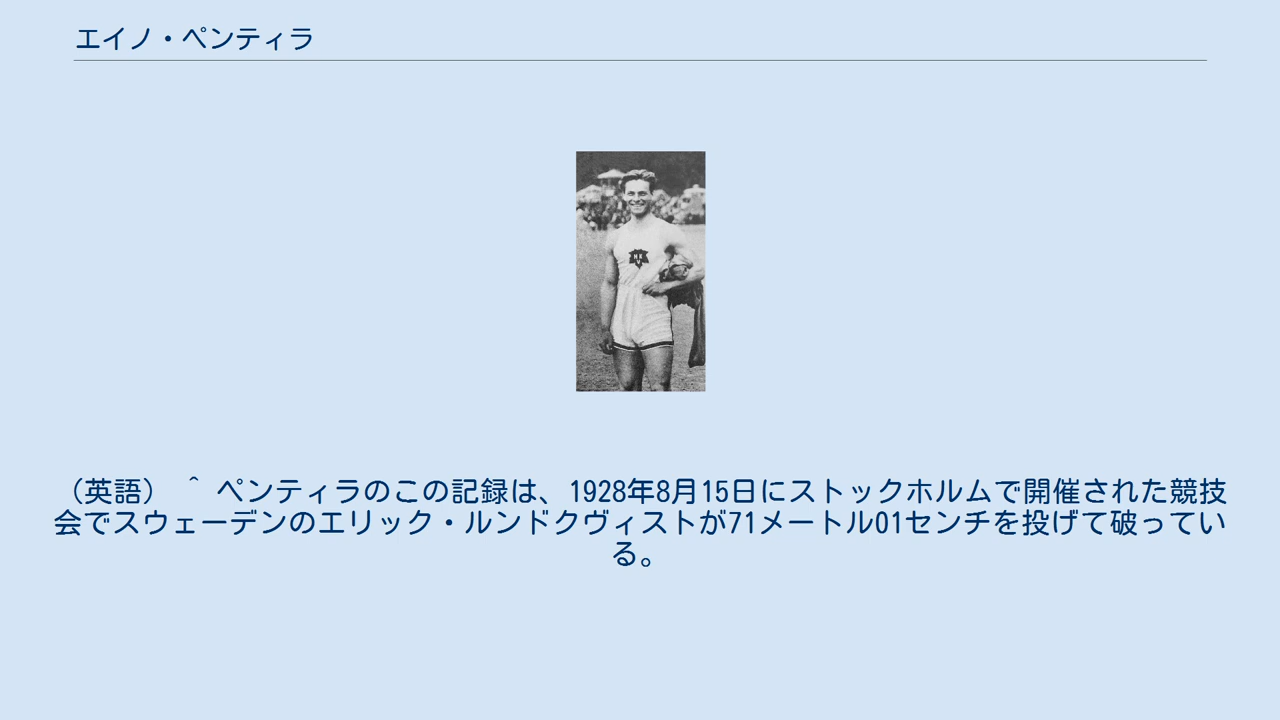 エイノ・ペンティラ
（英語） ^ ペンティラのこの記録は、1928年8月15日にストックホルムで開催された競技
会でスウェーデンのエリック・ルンドクヴィストが71メートル01センチを投げて破ってい
る。